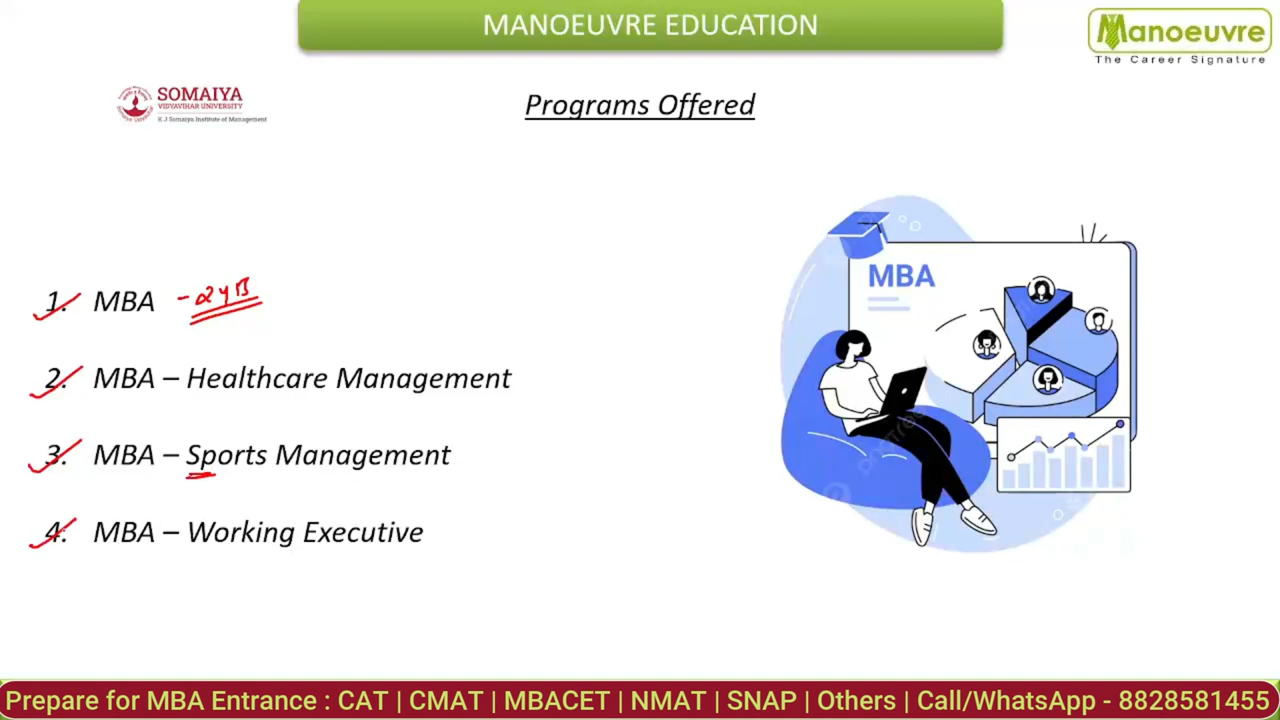 MANOEUVRE EDUCATION
Manoeuvre
The Career Signature
SOMAIYA
VIDYAVIHAR UNIVERSITY
K J Somaiya Institute of Management
Programs Offered
1. MBA
2. MBA – Healthcare Management
3. MBA – Sports Management
4. MBA – Working Executive
MBA
Prepare for MBA Entrance : CAT | CMAT | MBACET | NMAT | SNAP | Others | Call/WhatsApp - 8828581455